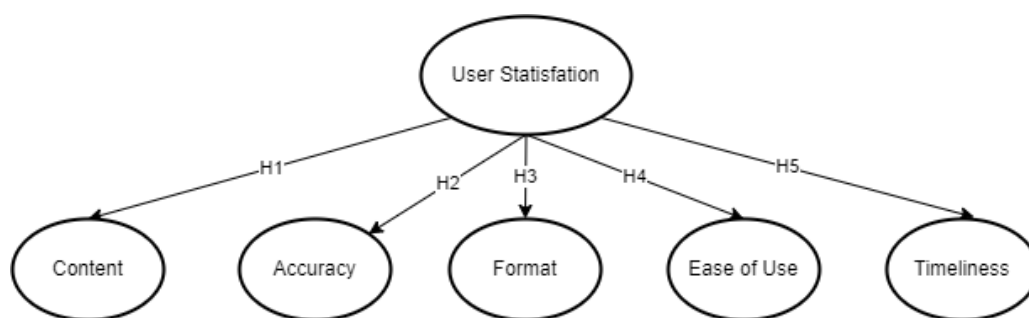 User Statisfation
H1
H2
H3
H4
H5
Content
Accuracy
Format
Ease of Use
Timeliness